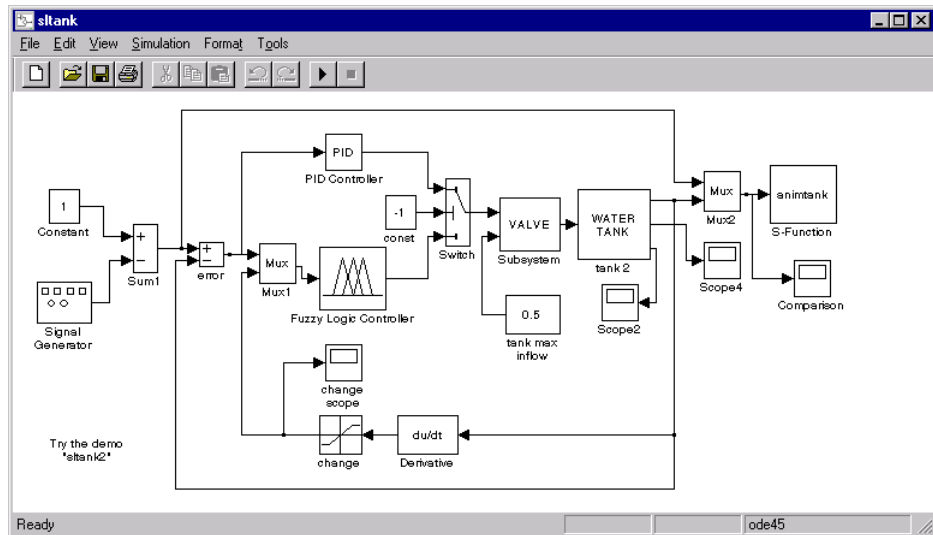 sltank
File Edit View Simulation Format Tools
PID
PID Controller
1
Constant
-1
const
Switch
VALVE
Subsystem
WATER
TANK
tank 2
Mux
Mux2
animtank
S-Function
+
−
Sum1
+
−
error
Mux
Mux1
Fuzzy Logic Controller
Signal
Generator
0.5
tank max
inflow
Scope2
Scope4
Comparison
change
scope
change
du/dt
Derivative
Try the demo
"sltank2"
Ready
ode45